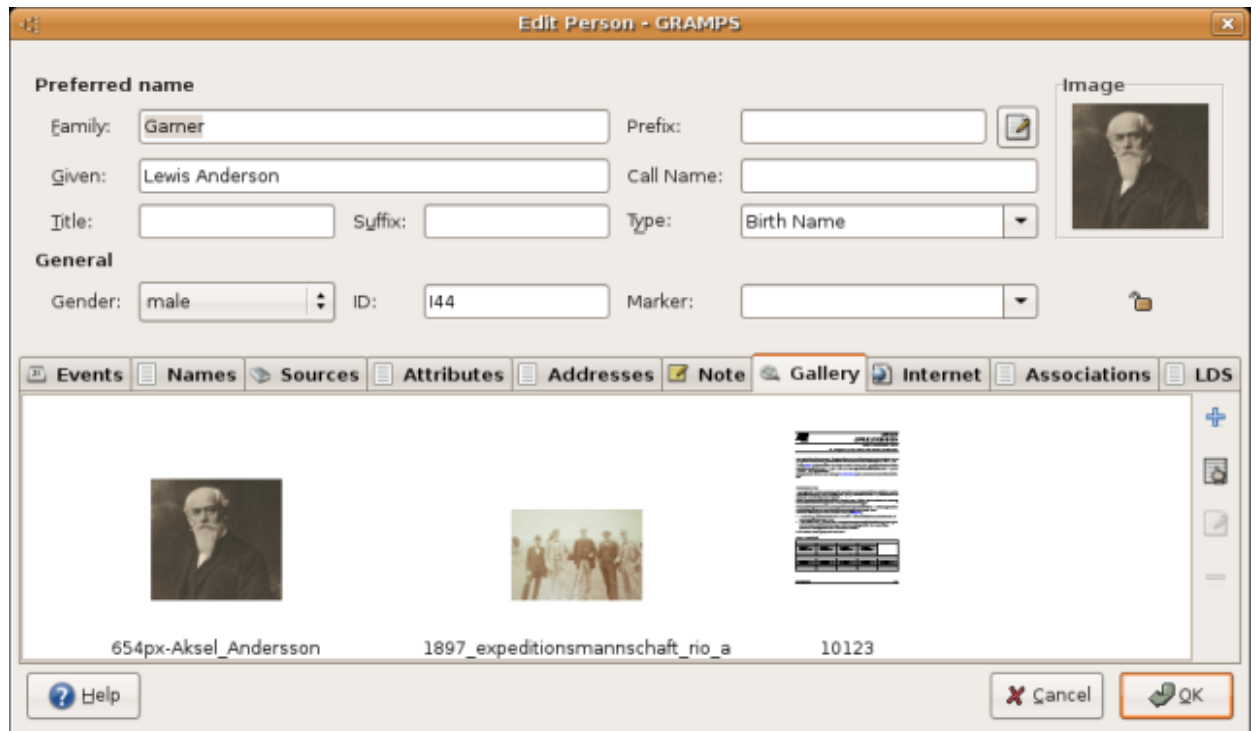 Edit Person - GRAMPS
Preferred name
Image
Family: Garner Prefix:
Given: Lewis Anderson Call Name:
Title: Suffix: Type: Birth Name
General
Gender: male ID: I44 Marker:
Events Names Sources Attributes Addresses Note Gallery Internet Associations LDS
654px-Aksel_Andersson 1897_expeditionsmannschaft_rio_a 10123
Help Cancel OK